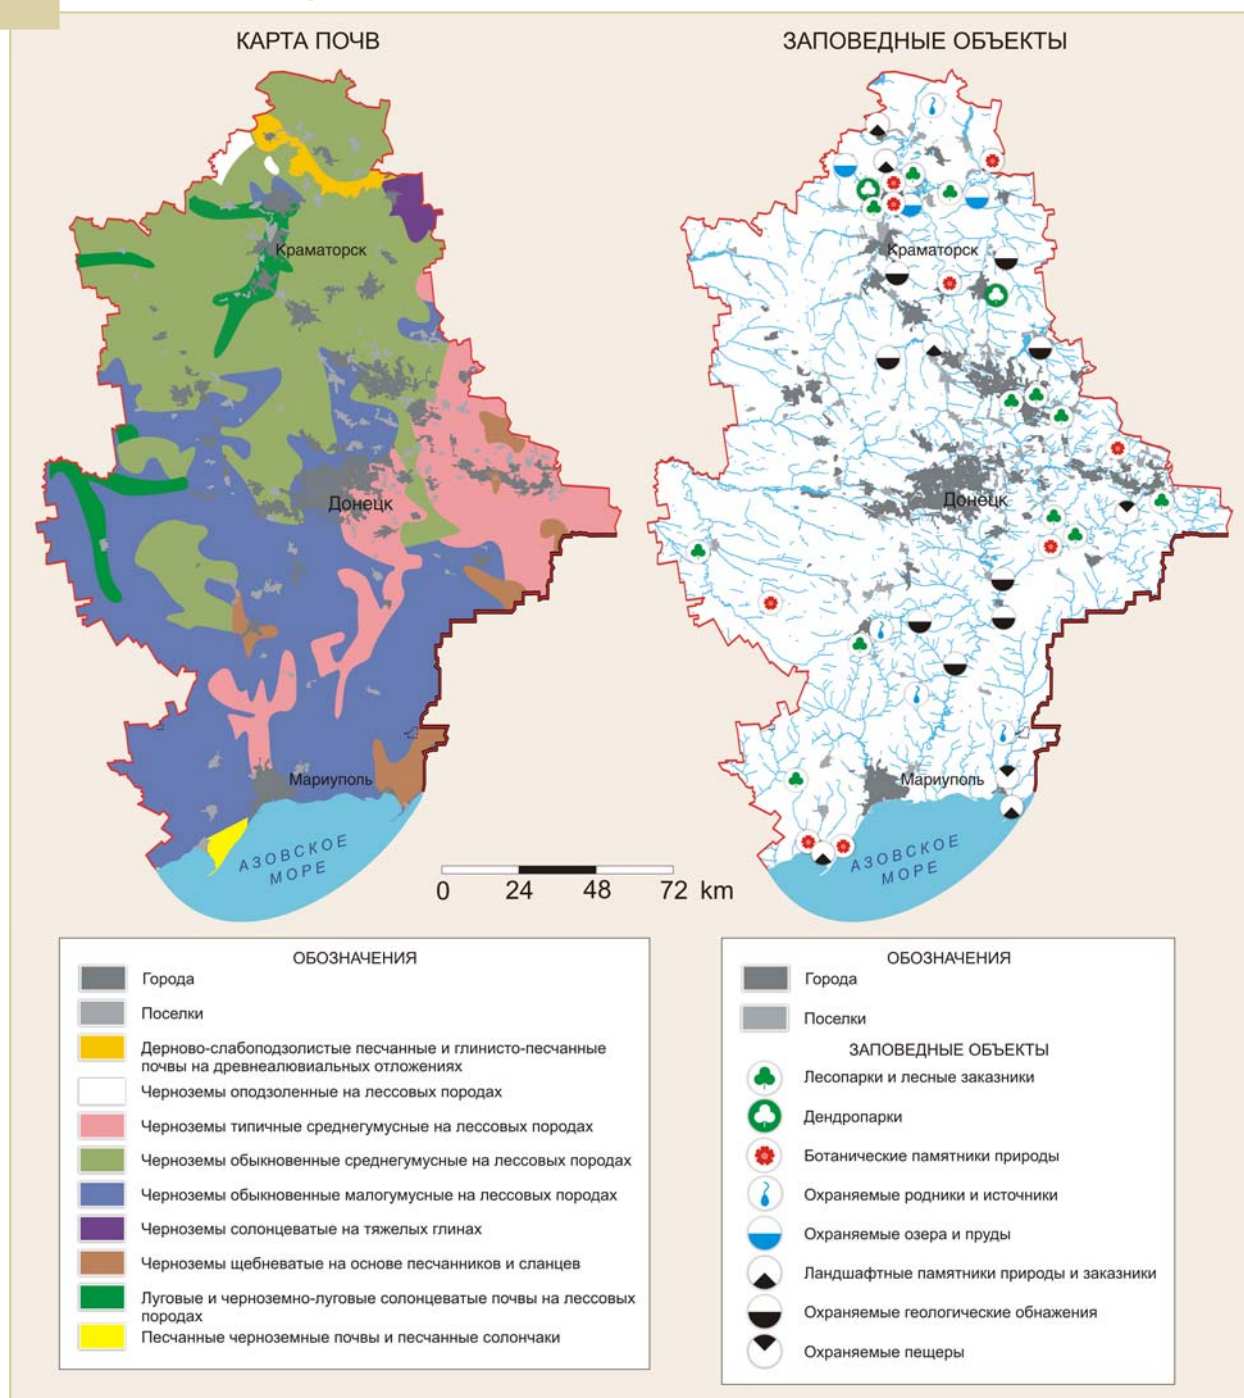 КАРТА ПОЧВ
Краматорск
Донецк
Мариуполь
АЗОВСКОЕ
МОРЕ
ЗАПОВЕДНЫЕ ОБЪЕКТЫ
Краматорск
Донецк
Мариуполь
АЗОВСКОЕ
МОРЕ
0 24 48 72 km
ОБОЗНАЧЕНИЯ
Города
Поселки
Дерново-слабоподзолистые песчанные и глинисто-песчанные
почвы на древнеалювиальных отложениях
Черноземы оподзоленные на лессовых породах
Черноземы типичные среднегумусные на лессовых породах
Черноземы обыкновенные среднегумусные на лессовых породах
Черноземы обыкновенные малогумусные на лессовых породах
Черноземы солонцеватые на тяжелых глинах
Черноземы щебневатые на основе песчанников и сланцев
Луговые и черноземно-луговые солонцеватые почвы на лессовых
породах
Песчанные черноземные почвы и песчанные солончаки
ОБОЗНАЧЕНИЯ
Города
Поселки
ЗАПОВЕДНЫЕ ОБЪЕКТЫ
Лесопарки и лесные заказники
Дендропарки
Ботанические памятники природы
Охраняемые родники и источники
Охраняемые озера и пруды
Ландшафтные памятники природы и заказники
Охраняемые геологические обнажения
Охраняемые пещеры